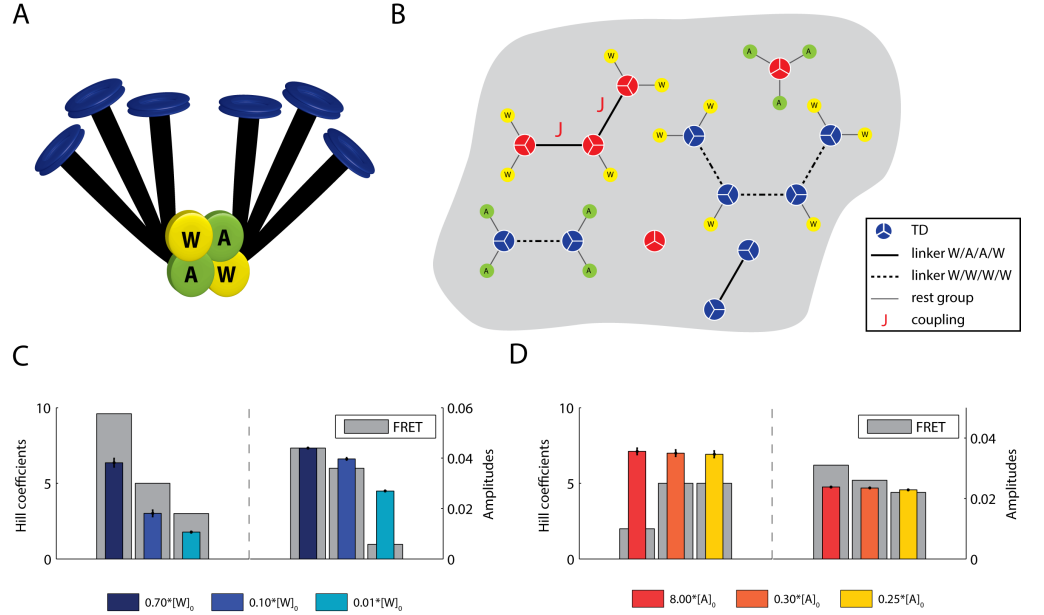 A
W
A
A
W
B
W
W
W
W
W
J
J
A
A
A
W
W
W
W
W
W
A
A
A
A
TD
linker W/A/A/W
linker W/W/W/W
rest group
J coupling
C
10
5
0
Hill coefficients
FRET
0.06
0.04
0.02
0
Amplitudes
0.70*[W]₀
0.10*[W]₀
0.01*[W]₀
D
10
5
0
Hill coefficients
FRET
0.04
0.02
0
Amplitudes
8.00*[A]₀
0.30*[A]₀
0.25*[A]₀